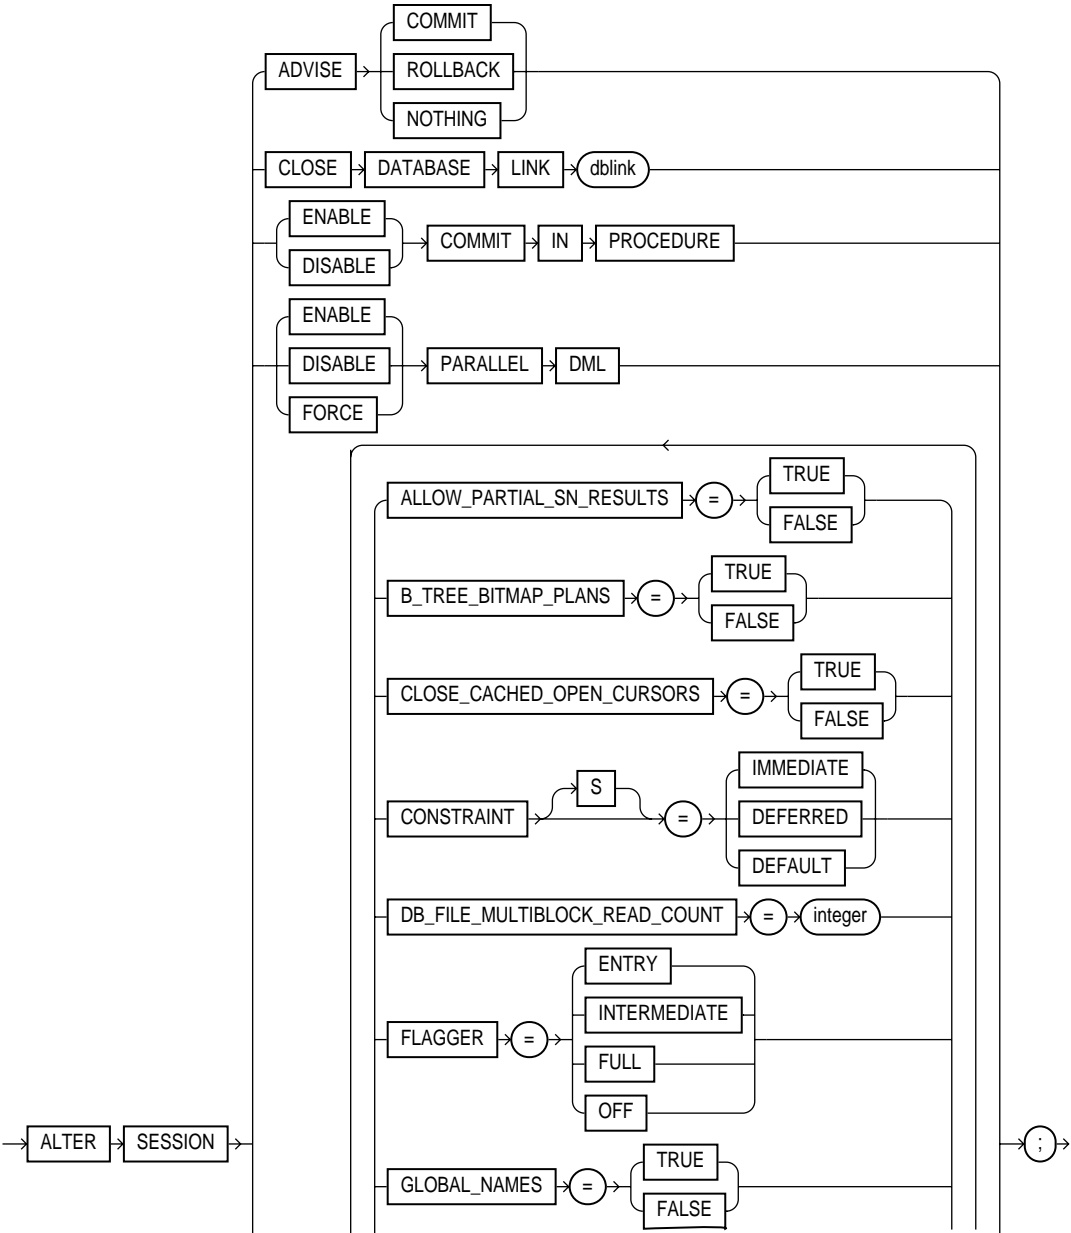 COMMIT
ADVISE ROLLBACK
NOTHING
CLOSE DATABASE LINK dblink
ENABLE
COMMIT IN PROCEDURE
DISABLE
ENABLE
DISABLE PARALLEL DML
FORCE
TRUE
ALLOW_PARTIAL_SN_RESULTS =
FALSE
TRUE
B_TREE_BITMAP_PLANS =
FALSE
TRUE
CLOSE_CACHED_OPEN_CURSORS =
FALSE
IMMEDIATE
S
CONSTRAINT = DEFERRED
DEFAULT
DB_FILE_MULTIBLOCK_READ_COUNT = integer
ENTRY
INTERMEDIATE
FLAGGER =
FULL
OFF
ALTER SESSION ;
TRUE
GLOBAL_NAMES =
FALSE